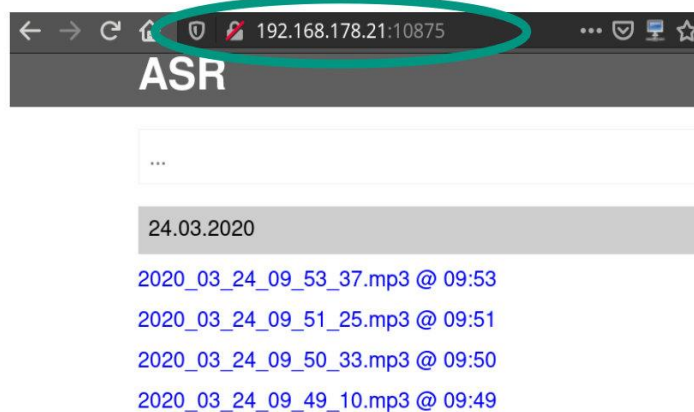 192.168.178.21:10875
ASR
...
24.03.2020
2020_03_24_09_53_37.mp3 @ 09:53
2020_03_24_09_51_25.mp3 @ 09:51
2020_03_24_09_50_33.mp3 @ 09:50
2020_03_24_09_49_10.mp3 @ 09:49